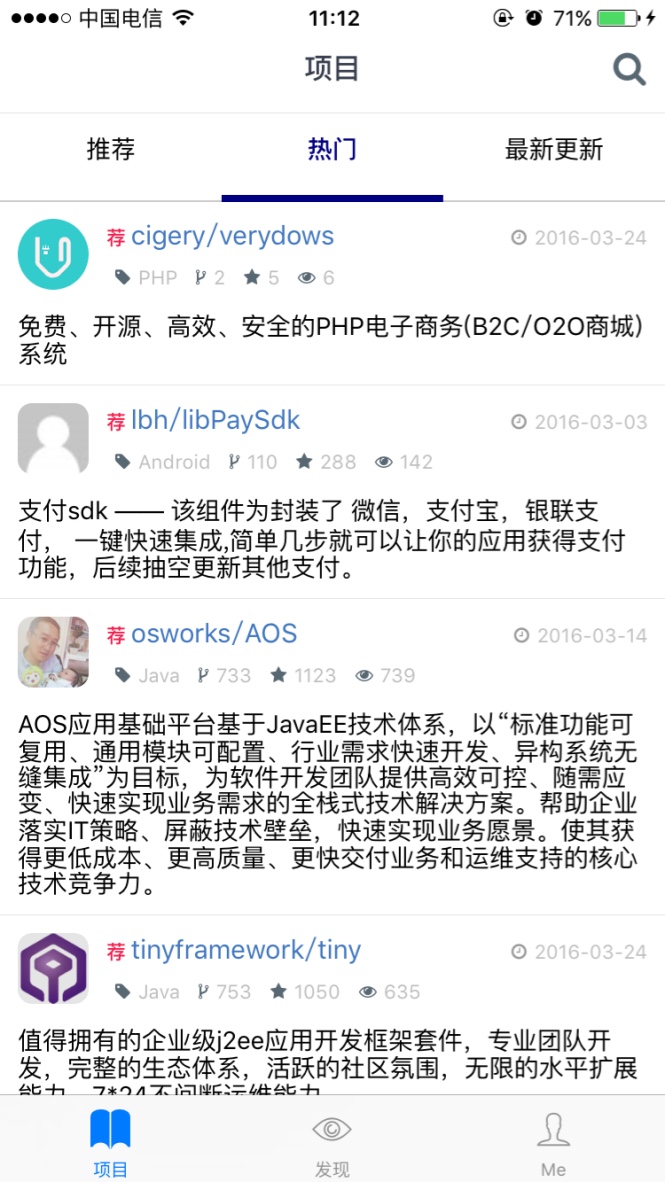 中国电信 11:12 71%
项目
推荐 热门 最新更新
荐 cigery/verydows 2016-03-24
PHP 2 5 6
免费、开源、高效、安全的PHP电子商务(B2C/O2O商城)
系统
荐 lbh/libPaySdk 2016-03-03
Android 110 288 142
支付sdk —— 该组件为封装了 微信，支付宝，银联支
付， 一键快速集成,简单几步就可以让你的应用获得支付
功能，后续抽空更新其他支付。
荐 osworks/AOS 2016-03-14
Java 733 1123 739
AOS应用基础平台基于JavaEE技术体系，以“标准功能可
复用、通用模块可配置、行业需求快速开发、异构系统无
缝集成”为目标，为软件开发团队提供高效可控、随需应
变、快速实现业务需求的全栈式技术解决方案。帮助企业
落实IT策略、屏蔽技术壁垒，快速实现业务愿景。使其获
得更低成本、更高质量、更快交付业务和运维支持的核心
技术竞争力。
荐 tinyframework/tiny 2016-03-24
Java 753 1050 635
值得拥有的企业级j2ee应用开发框架套件，专业团队开
发，完整的生态体系，活跃的社区氛围，无限的水平扩展
能力，7*24不间断运维能力
项目 发现 Me